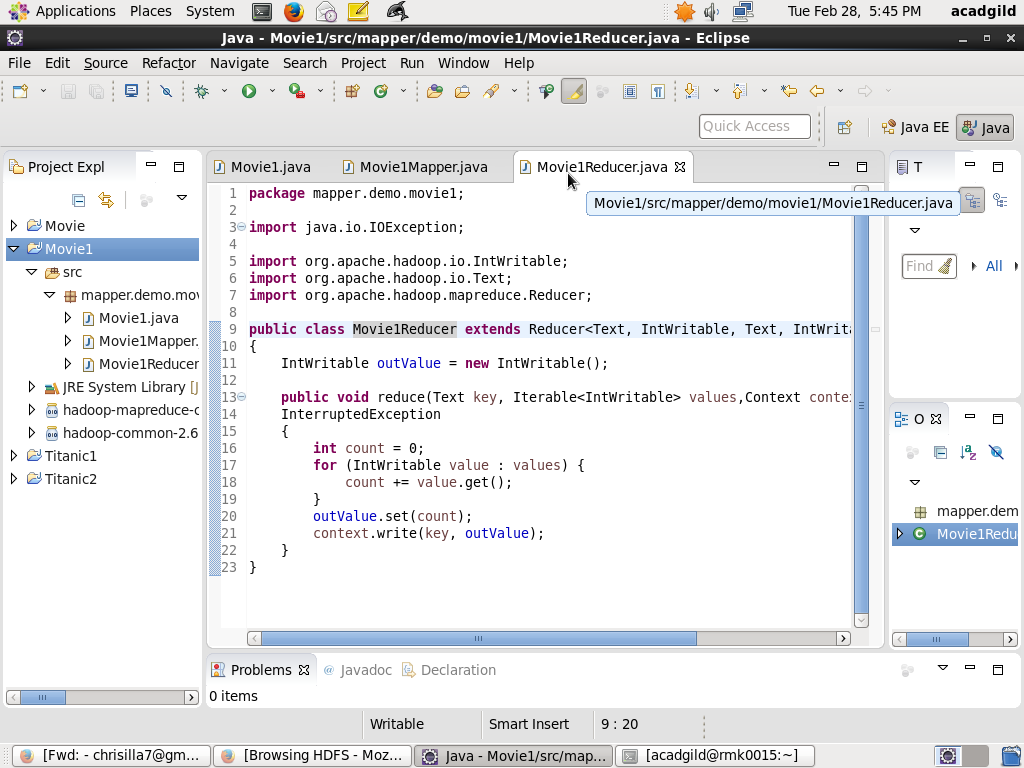 Applications Places System Tue Feb 28, 5:45 PM acadgild
Java - Movie1/src/mapper/demo/movie1/Movie1Reducer.java - Eclipse
File Edit Source Refactor Navigate Search Project Run Window Help
Quick Access Java EE Java
Project Expl
Movie
Movie1
src
mapper.demo.mov
Movie1.java
Movie1Mapper.
Movie1Reducer
JRE System Library [J
hadoop-mapreduce-c
hadoop-common-2.6
Titanic1
Titanic2
Movie1.java Movie1Mapper.java Movie1Reducer.java
Movie1/src/mapper/demo/movie1/Movie1Reducer.java
1 package mapper.demo.movie1;
2
3 import java.io.IOException;
4
5 import org.apache.hadoop.io.IntWritable;
6 import org.apache.hadoop.io.Text;
7 import org.apache.hadoop.mapreduce.Reducer;
8
9 public class Movie1Reducer extends Reducer<Text, IntWritable, Text, IntWrita
10 {
11 IntWritable outValue = new IntWritable();
12
13 public void reduce(Text key, Iterable<IntWritable> values,Context conte
14 InterruptedException
15 {
16 int count = 0;
17 for (IntWritable value : values) {
18 count += value.get();
19 }
20 outValue.set(count);
21 context.write(key, outValue);
22 }
23 }
T
Find All
O
mapper.dem
Movie1Redu
Problems Javadoc Declaration
0 items
Writable Smart Insert 9 : 20
[Fwd: - chrisilla7@gm... [Browsing HDFS - Moz... Java - Movie1/src/map... [acadgild@rmk0015:~]